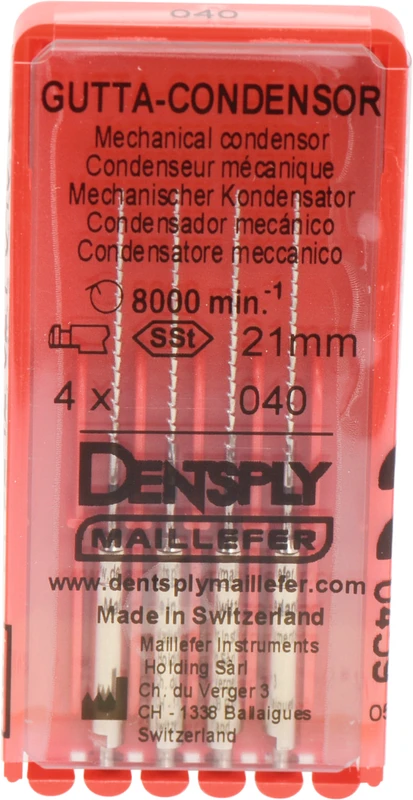 040
GUTTA-CONDENSOR
Mechanical condensor
Condenseur mécanique
Mechanischer Kondensator
Condensador mecánico
Condensatore meccanico
8000 min.-1
SSt 21mm
4 x 040
DENTSPLY
MAILLEFER
www.dentsplymaillefer.com
Made in Switzerland
Maillefer Instruments
Holding Sàrl
Ch. du Verger 3
CH - 1338 Ballaigues
Switzerland
0459